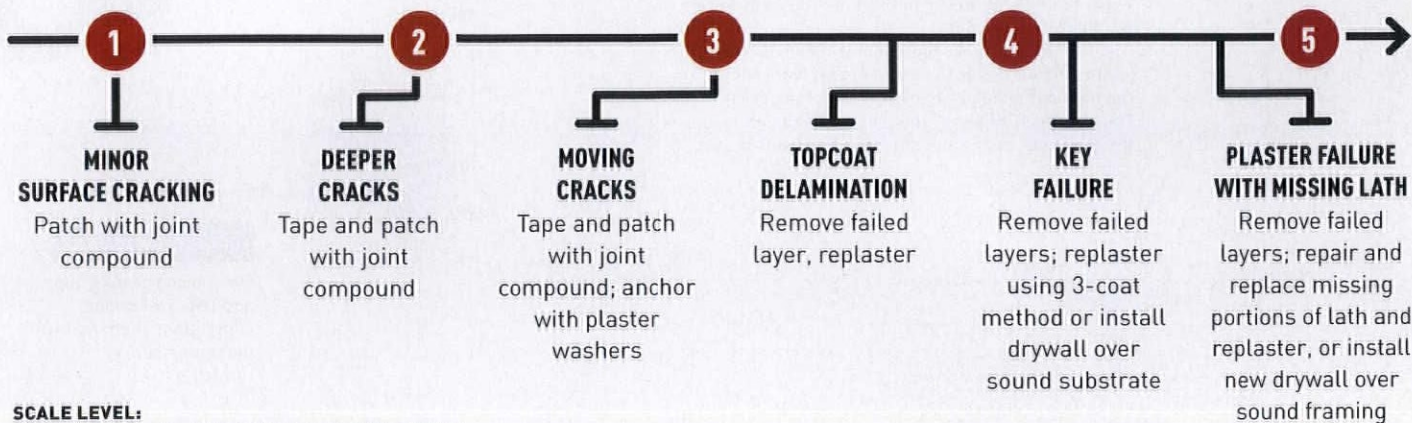 1
2
3
4
5
MINOR
SURFACE CRACKING
Patch with joint
compound
DEEPER
CRACKS
Tape and patch
with joint
compound
MOVING
CRACKS
Tape and patch
with joint
compound; anchor
with plaster
washers
TOPCOAT
DELAMINATION
Remove failed
layer, replaster
KEY
FAILURE
Remove failed
layers; replaster
using 3-coat
method or install
drywall over
sound substrate
PLASTER FAILURE
WITH MISSING LATH
Remove failed
layers; repair and
replace missing
portions of lath and
replaster, or install
new drywall over
sound framing
SCALE LEVEL: